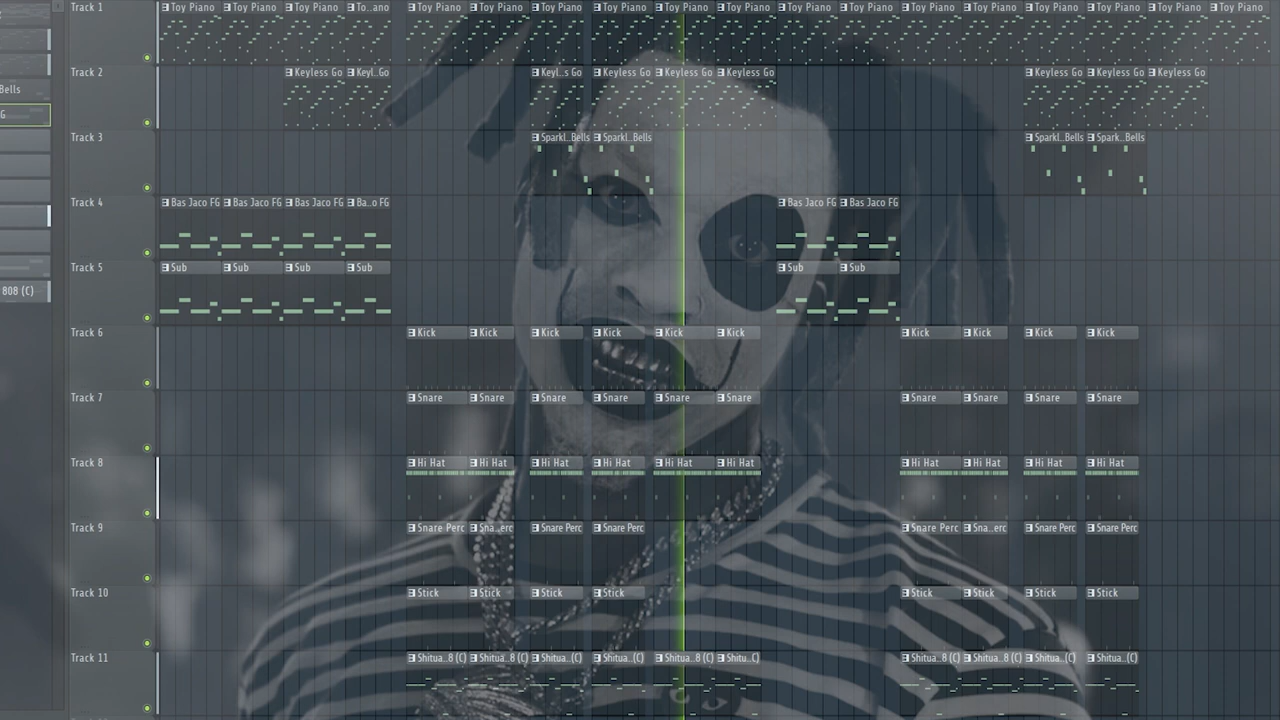 Track 1 Toy Piano Toy Piano Toy Piano To…ano Toy Piano Toy Piano Toy Piano Toy Piano Toy Piano Toy Piano Toy Piano Toy Piano Toy Piano Toy Piano Toy Piano Toy Piano Toy Piano Toy Piano
Track 2 Keyless Go Keyl…Go Keyl…s Go Keyless Go Keyless Go Keyless Go Keyless Go Keyless Go Keyless Go
Bells
G
Track 3 Sparkl…Bells Sparkl…Bells Sparkl…Bells Spark…Bells
Track 4 Bas Jaco FG Bas Jaco FG Bas Jaco FG Ba…o FG Bas Jaco FG Bas Jaco FG
Track 5 Sub Sub Sub Sub Sub Sub
808 (C)
Track 6 Kick Kick Kick Kick Kick Kick Kick Kick Kick Kick
Track 7 Snare Snare Snare Snare Snare Snare Snare Snare Snare Snare
Track 8 Hi Hat Hi Hat Hi Hat Hi Hat Hi Hat Hi Hat Hi Hat Hi Hat Hi Hat Hi Hat
Track 9 Snare Perc Sna…erc Snare Perc Snare Perc Snare Perc Sna…erc Snare Perc Snare Perc
Track 10 Stick Stick Stick Stick Stick Stick Stick Stick
Track 11 Shitua…8 (C) Shitua…8 (C) Shitua…(C) Shitua…(C) Shitua…8 (C) Shitu…C) Shitua…8 (C) Shitua…8 (C) Shitua…(C) Shitua…(C)